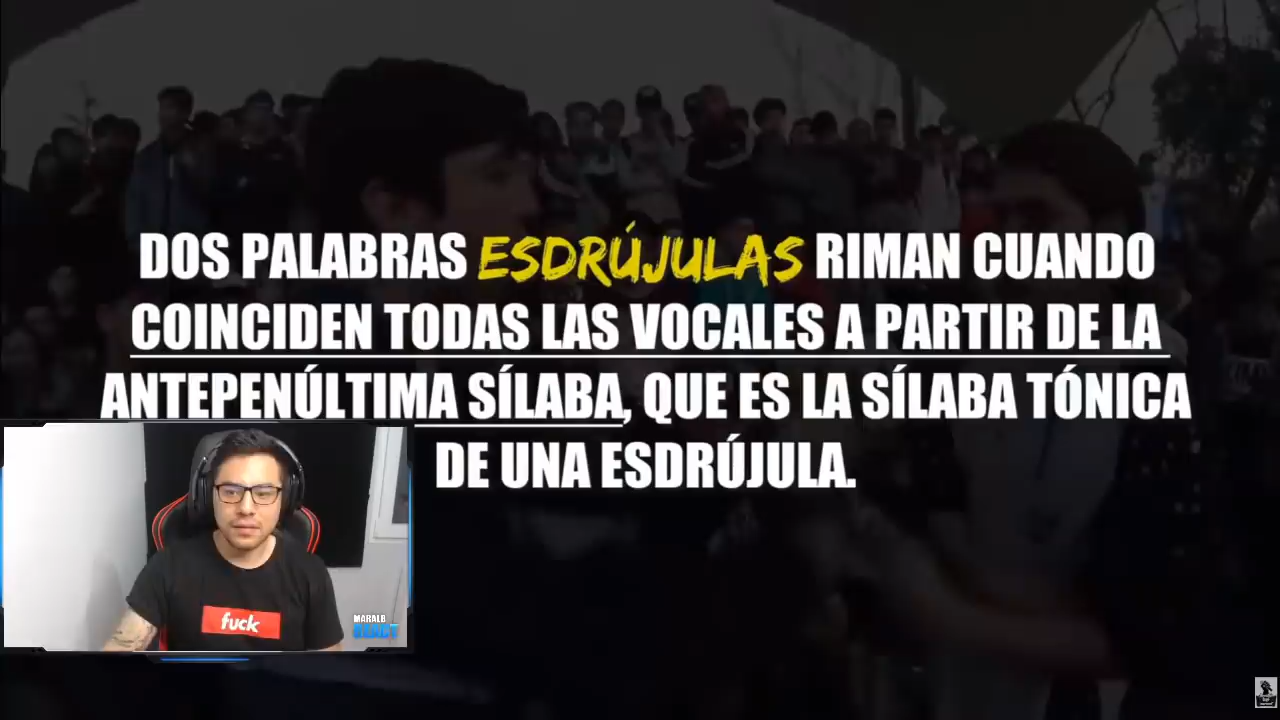 DOS PALABRAS ESDRÚJULAS RIMAN CUANDO
COINCIDEN TODAS LAS VOCALES A PARTIR DE LA
ANTEPENÚLTIMA SÍLABA, QUE ES LA SÍLABA TÓNICA
DE UNA ESDRÚJULA.
fuck
MARALB
REACT